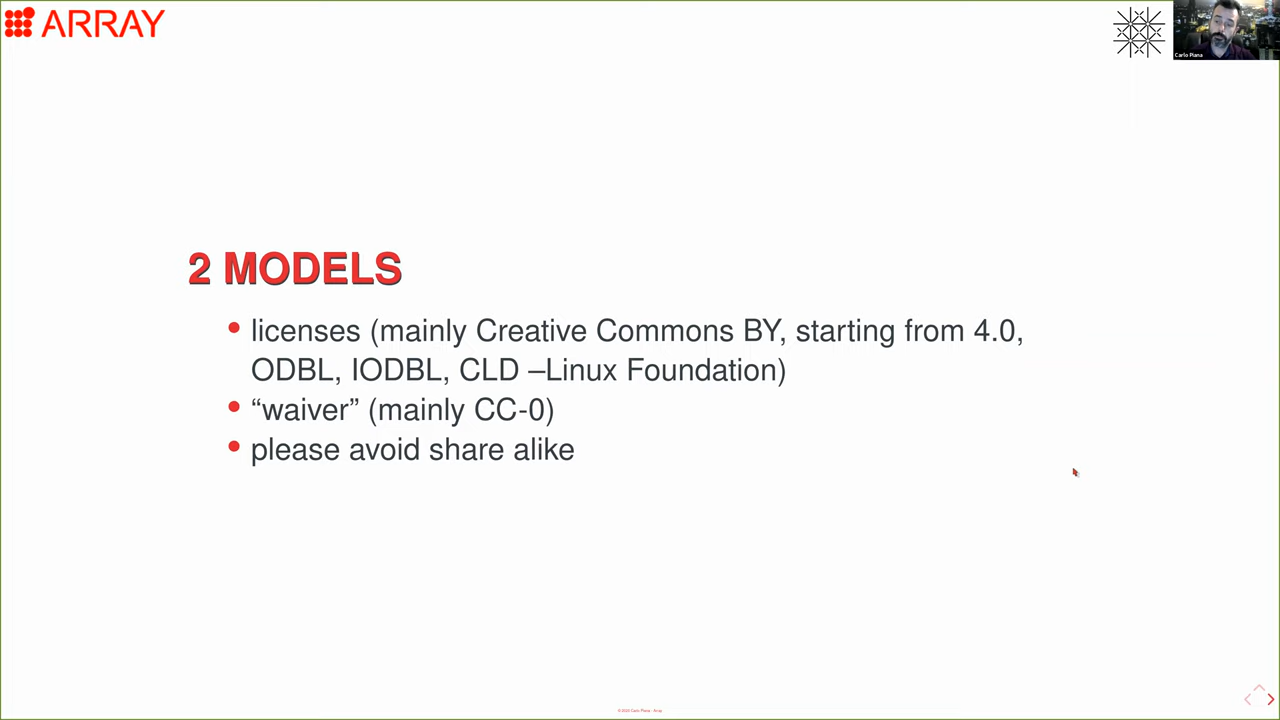 ARRAY
Carlo Piana
2 MODELS
• licenses (mainly Creative Commons BY, starting from 4.0,
ODBL, IODBL, CLD –Linux Foundation)
• “waiver” (mainly CC-0)
• please avoid share alike